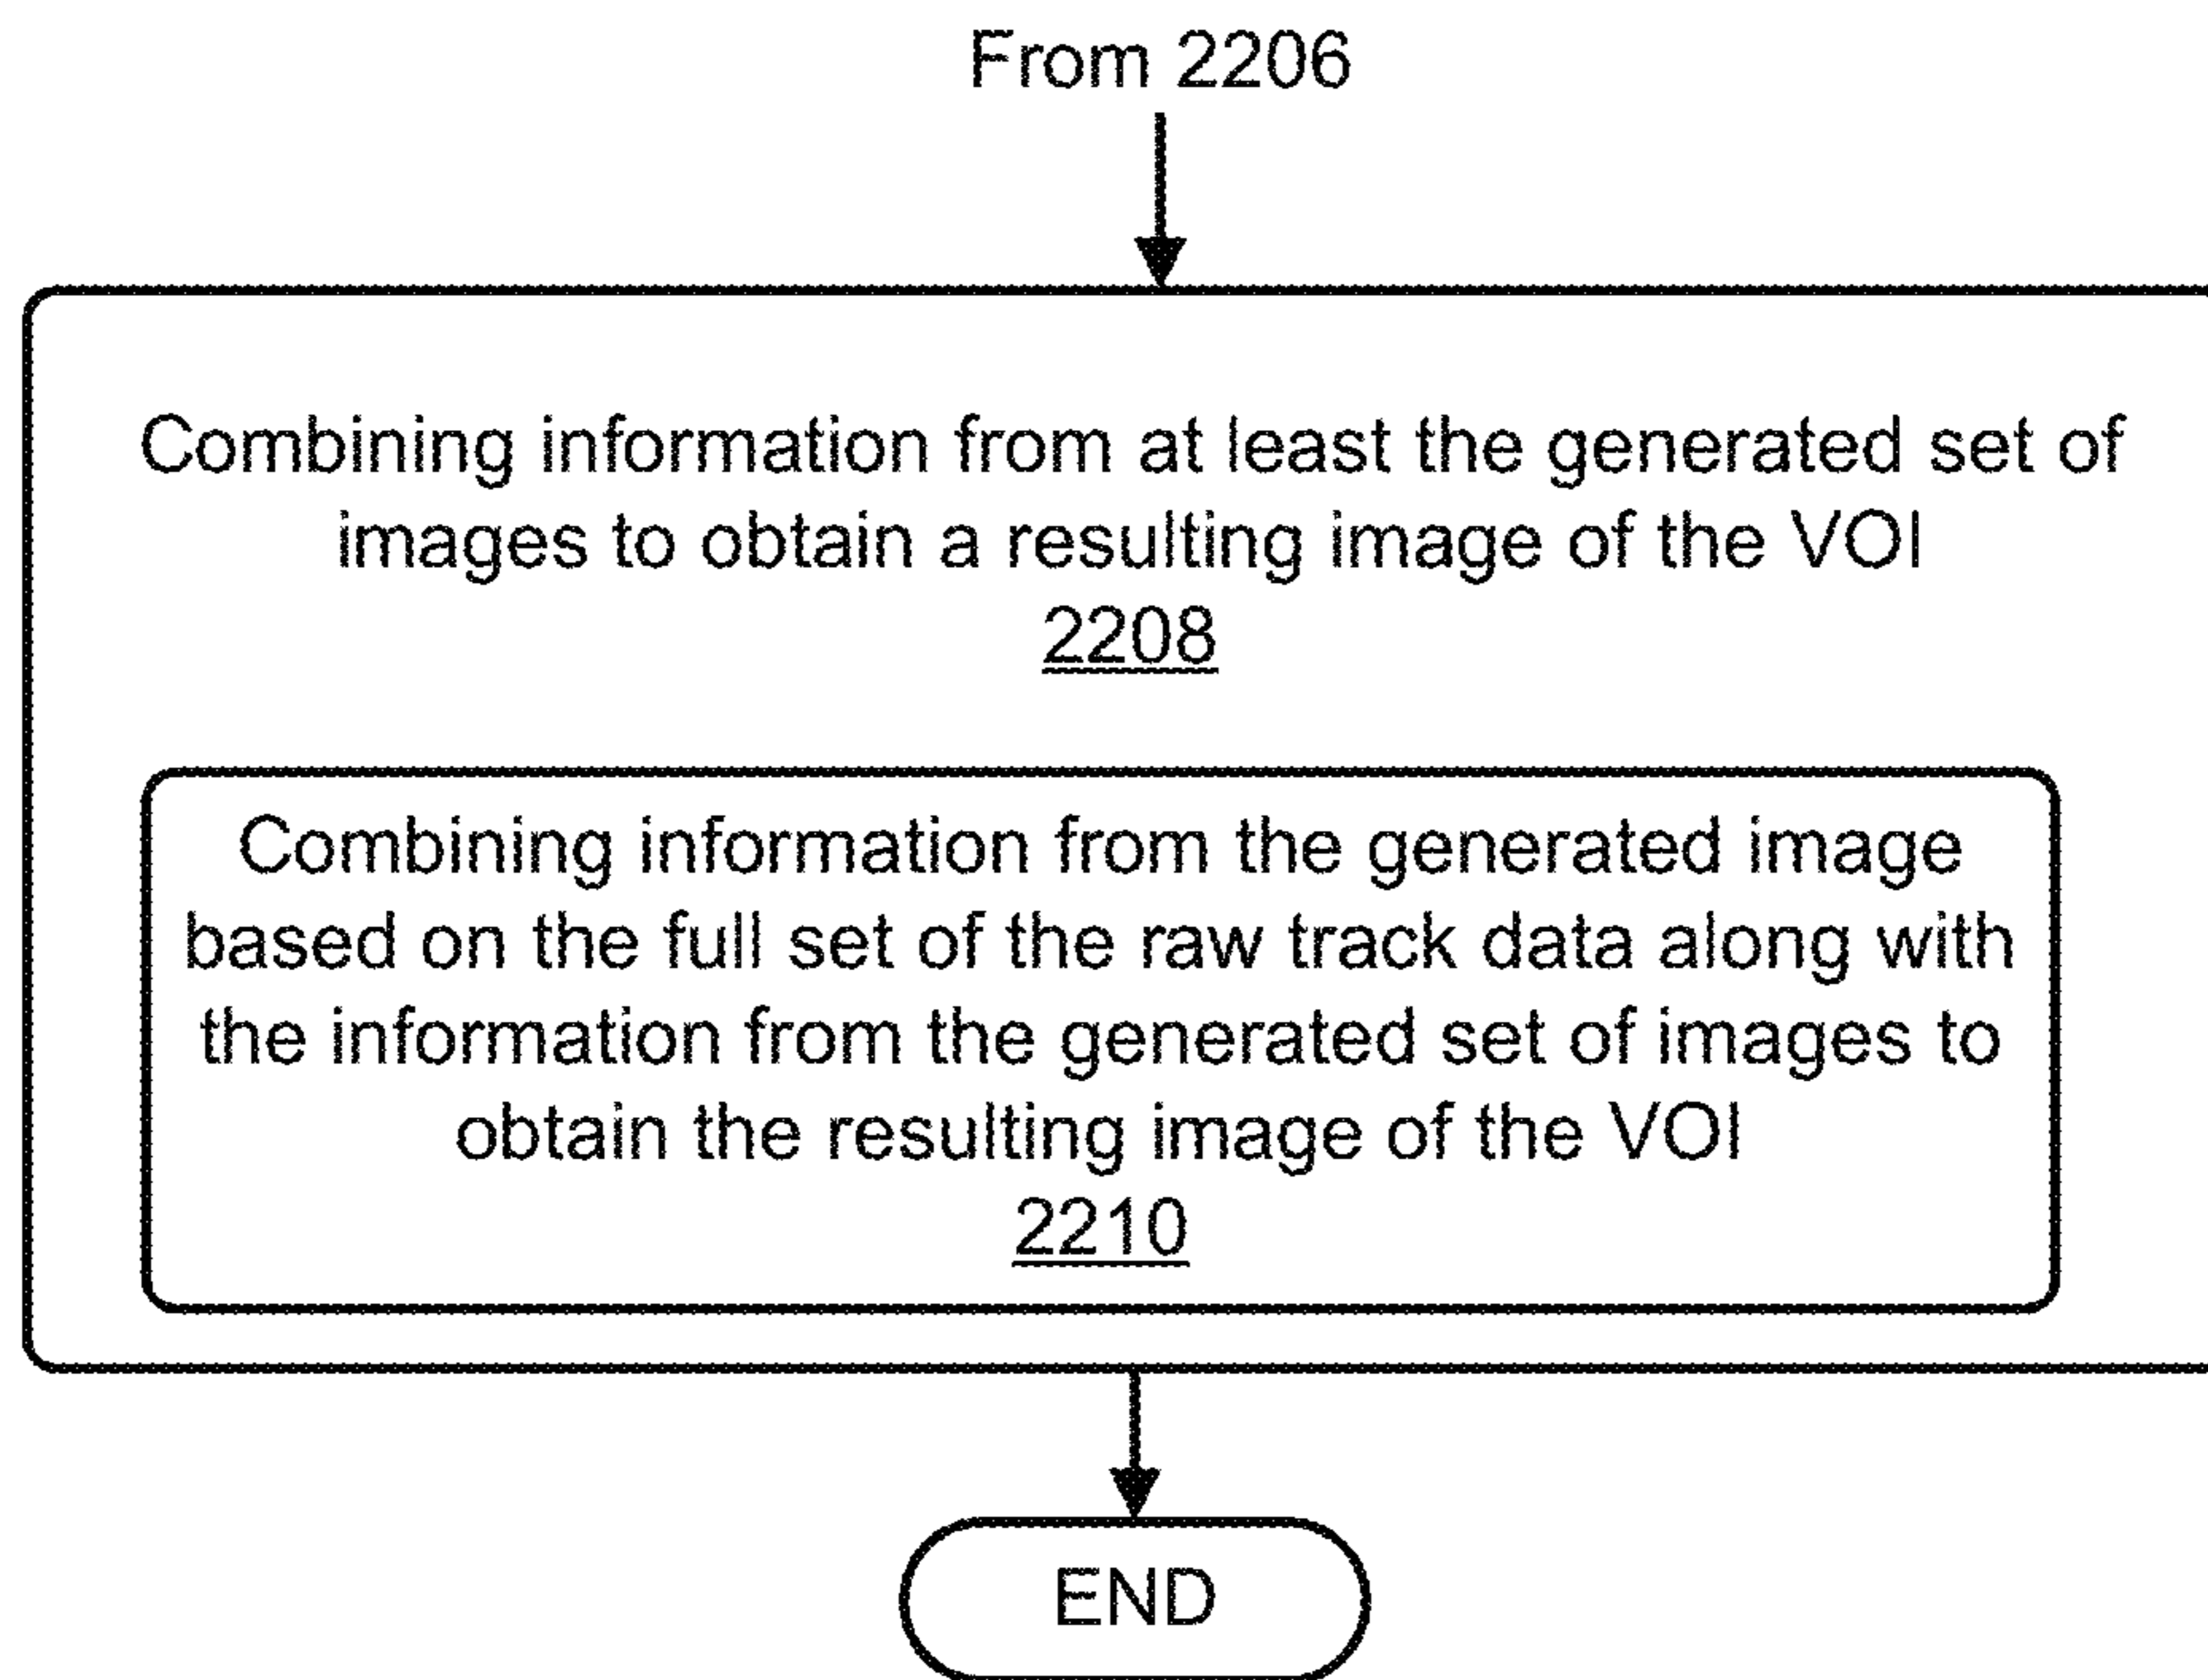 From 2206
Combining information from at least the generated set of
images to obtain a resulting image of the VOI
2208
Combining information from the generated image
based on the full set of the raw track data along with
the information from the generated set of images to
obtain the resulting image of the VOI
2210
END